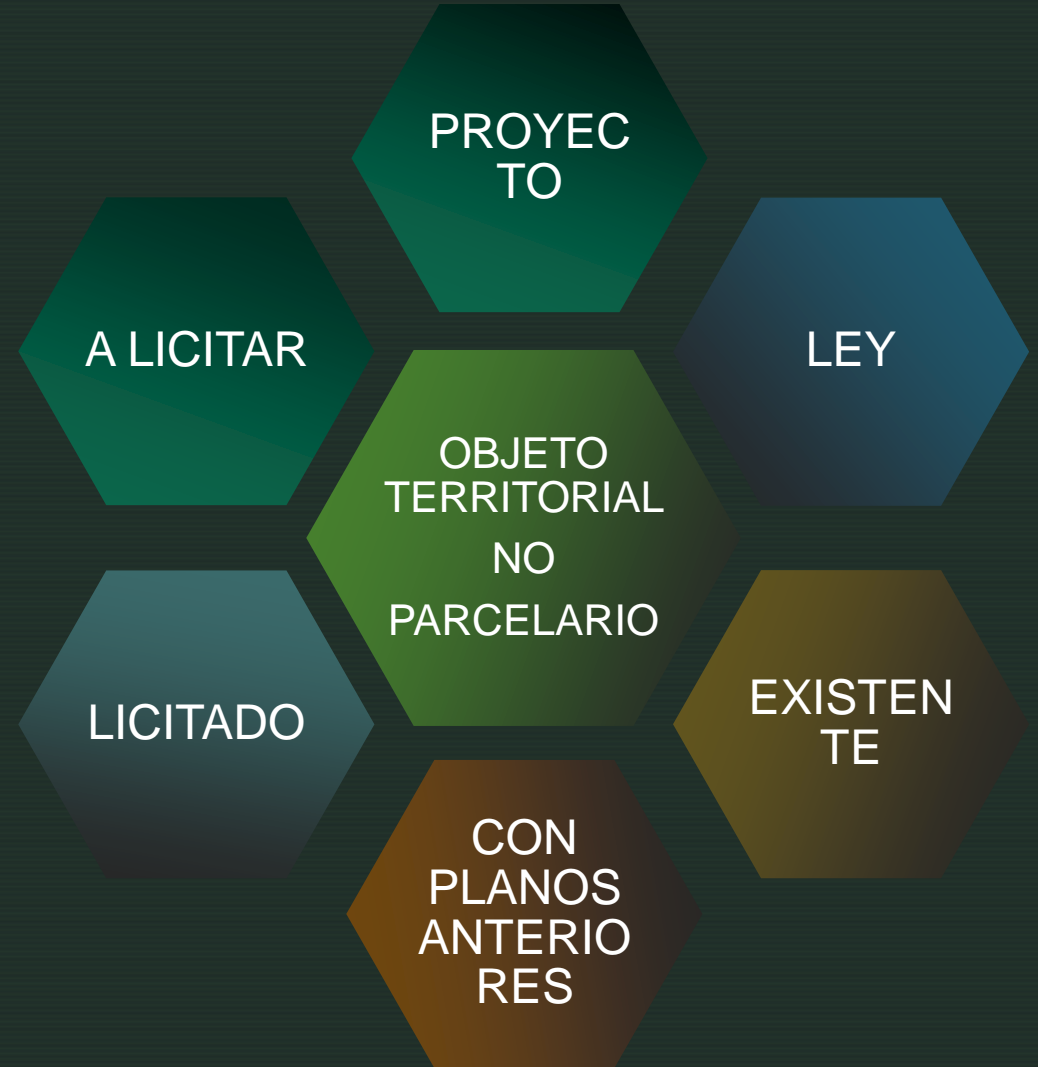 PROYEC
TO
A LICITAR
LEY
OBJETO
TERRITORIAL
NO
PARCELARIO
LICITADO
EXISTEN
TE
CON
PLANOS
ANTERIO
RES